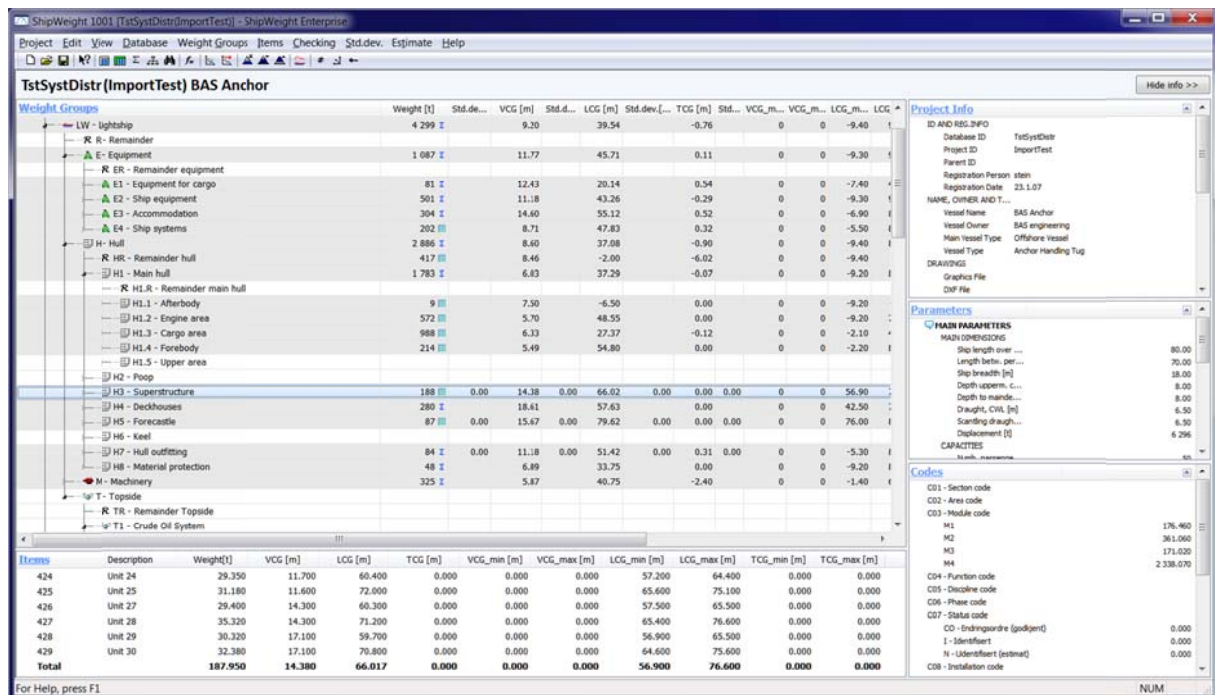 ShipWeight 1001 [TstSystDistr(ImportTest)] - ShipWeight Enterprise
Project Edit View Database Weight Groups Items Checking Std.dev. Estimate Help
TstSystDistr(ImportTest) BAS Anchor
Hide info >>
Weight Groups Weight [t] Std.de... VCG [m] Std.d... LCG [m] Std.dev.[... TCG [m] Std... VCG_m... VCG_m... LCG_m... LCG
LW - lightship 4 299 Σ 9.20 39.54 -0.76 0 0 -9.40
R- Remainder
E- Equipment 1 087 Σ 11.77 45.71 0.11 0 0 -9.30
ER - Remainder equipment
E1 - Equipment for cargo 81 Σ 12.43 20.14 0.54 0 0 -7.40
E2 - Ship equipment 501 Σ 11.18 43.26 -0.29 0 0 -9.30
E3 - Accommodation 304 Σ 14.60 55.12 0.52 0 0 -6.90
E4 - Ship systems 202 8.71 47.83 0.32 0 0 -5.50
H- Hull 2 886 Σ 8.60 37.08 -0.90 0 0 -9.40
HR - Remainder hull 417 8.46 -2.00 -6.02 0 0 -9.40
H1 - Main hull 1 783 Σ 6.03 37.29 -0.07 0 0 -9.20
H1.R - Remainder main hull
H1.1 - Afterbody 9 7.50 -6.50 0.00 0 0 -9.20
H1.2 - Engine area 572 5.70 48.55 0.00 0 0 -9.20
H1.3 - Cargo area 988 6.33 27.37 -0.12 0 0 -2.10
H1.4 - Forebody 214 5.49 54.80 0.00 0 0 -2.20
H1.5 - Upper area
H2 - Poop
H3 - Superstructure 188 0.00 14.38 0.00 66.02 0.00 0.00 0.00 0 0 56.90
H4 - Deckhouses 280 Σ 18.61 57.63 0.00 0 0 42.50
H5 - Forecastle 87 0.00 15.67 0.00 79.62 0.00 0.00 0.00 0 0 76.00
H6 - Keel
H7 - Hull outfitting 84 Σ 0.00 11.18 0.00 51.42 0.00 0.31 0.00 0 0 -5.30
H8 - Material protection 48 Σ 6.89 33.75 0.00 0 0 -9.20
M - Machinery 325 Σ 5.87 40.75 -2.40 0 0 -1.40
T - Topside
TR - Remainder Topside
T1 - Crude Oil System
Items Description Weight[t] VCG [m] LCG [m] TCG [m] VCG_min [m] VCG_max [m] LCG_min [m] LCG_max [m] TCG_min [m] TCG_max [m]
424 Unit 24 29.350 11.700 60.400 0.000 0.000 0.000 57.200 64.400 0.000 0.000
425 Unit 25 31.180 11.600 72.000 0.000 0.000 0.000 65.600 75.100 0.000 0.000
426 Unit 27 29.400 14.300 60.300 0.000 0.000 0.000 57.500 65.500 0.000 0.000
427 Unit 28 35.320 14.300 71.200 0.000 0.000 0.000 65.400 76.600 0.000 0.000
428 Unit 29 30.320 17.100 59.700 0.000 0.000 0.000 56.900 65.500 0.000 0.000
429 Unit 30 32.380 17.100 70.800 0.000 0.000 0.000 64.600 75.600 0.000 0.000
Total 187.950 14.380 66.017 0.000 0.000 0.000 56.900 76.600 0.000 0.000
Project Info
ID AND REG.INFO
Database ID TstSystDistr
Project ID ImportTest
Parent ID
Registration Person stein
Registration Date 23.1.07
NAME, OWNER AND T...
Vessel Name BAS Anchor
Vessel Owner BAS engineering
Main Vessel Type Offshore Vessel
Vessel Type Anchor Handling Tug
DRAWINGS
Graphics File
DXF File
Parameters
MAIN PARAMETERS
MAIN DIMENSIONS
Ship length over ... 80.00
Length betw. per... 70.00
Ship breadth [m] 18.00
Depth upperm. c... 8.00
Depth to mainde... 8.00
Draught, CWL [m] 6.50
Scantling draugh... 6.50
Displacement [t] 6 296
CAPACITIES
Codes
C01 - Section code
C02 - Area code
C03 - Module code
M1 176.460
M2 361.060
M3 171.020
M4 2 338.070
C04 - Function code
C05 - Discipline code
C06 - Phase code
C07 - Status code
CO - Endringsordre (godkjent) 0.000
I - Identifisert 0.000
N - Udentifisert (estimat) 0.000
C08 - Installation code
For Help, press F1
NUM